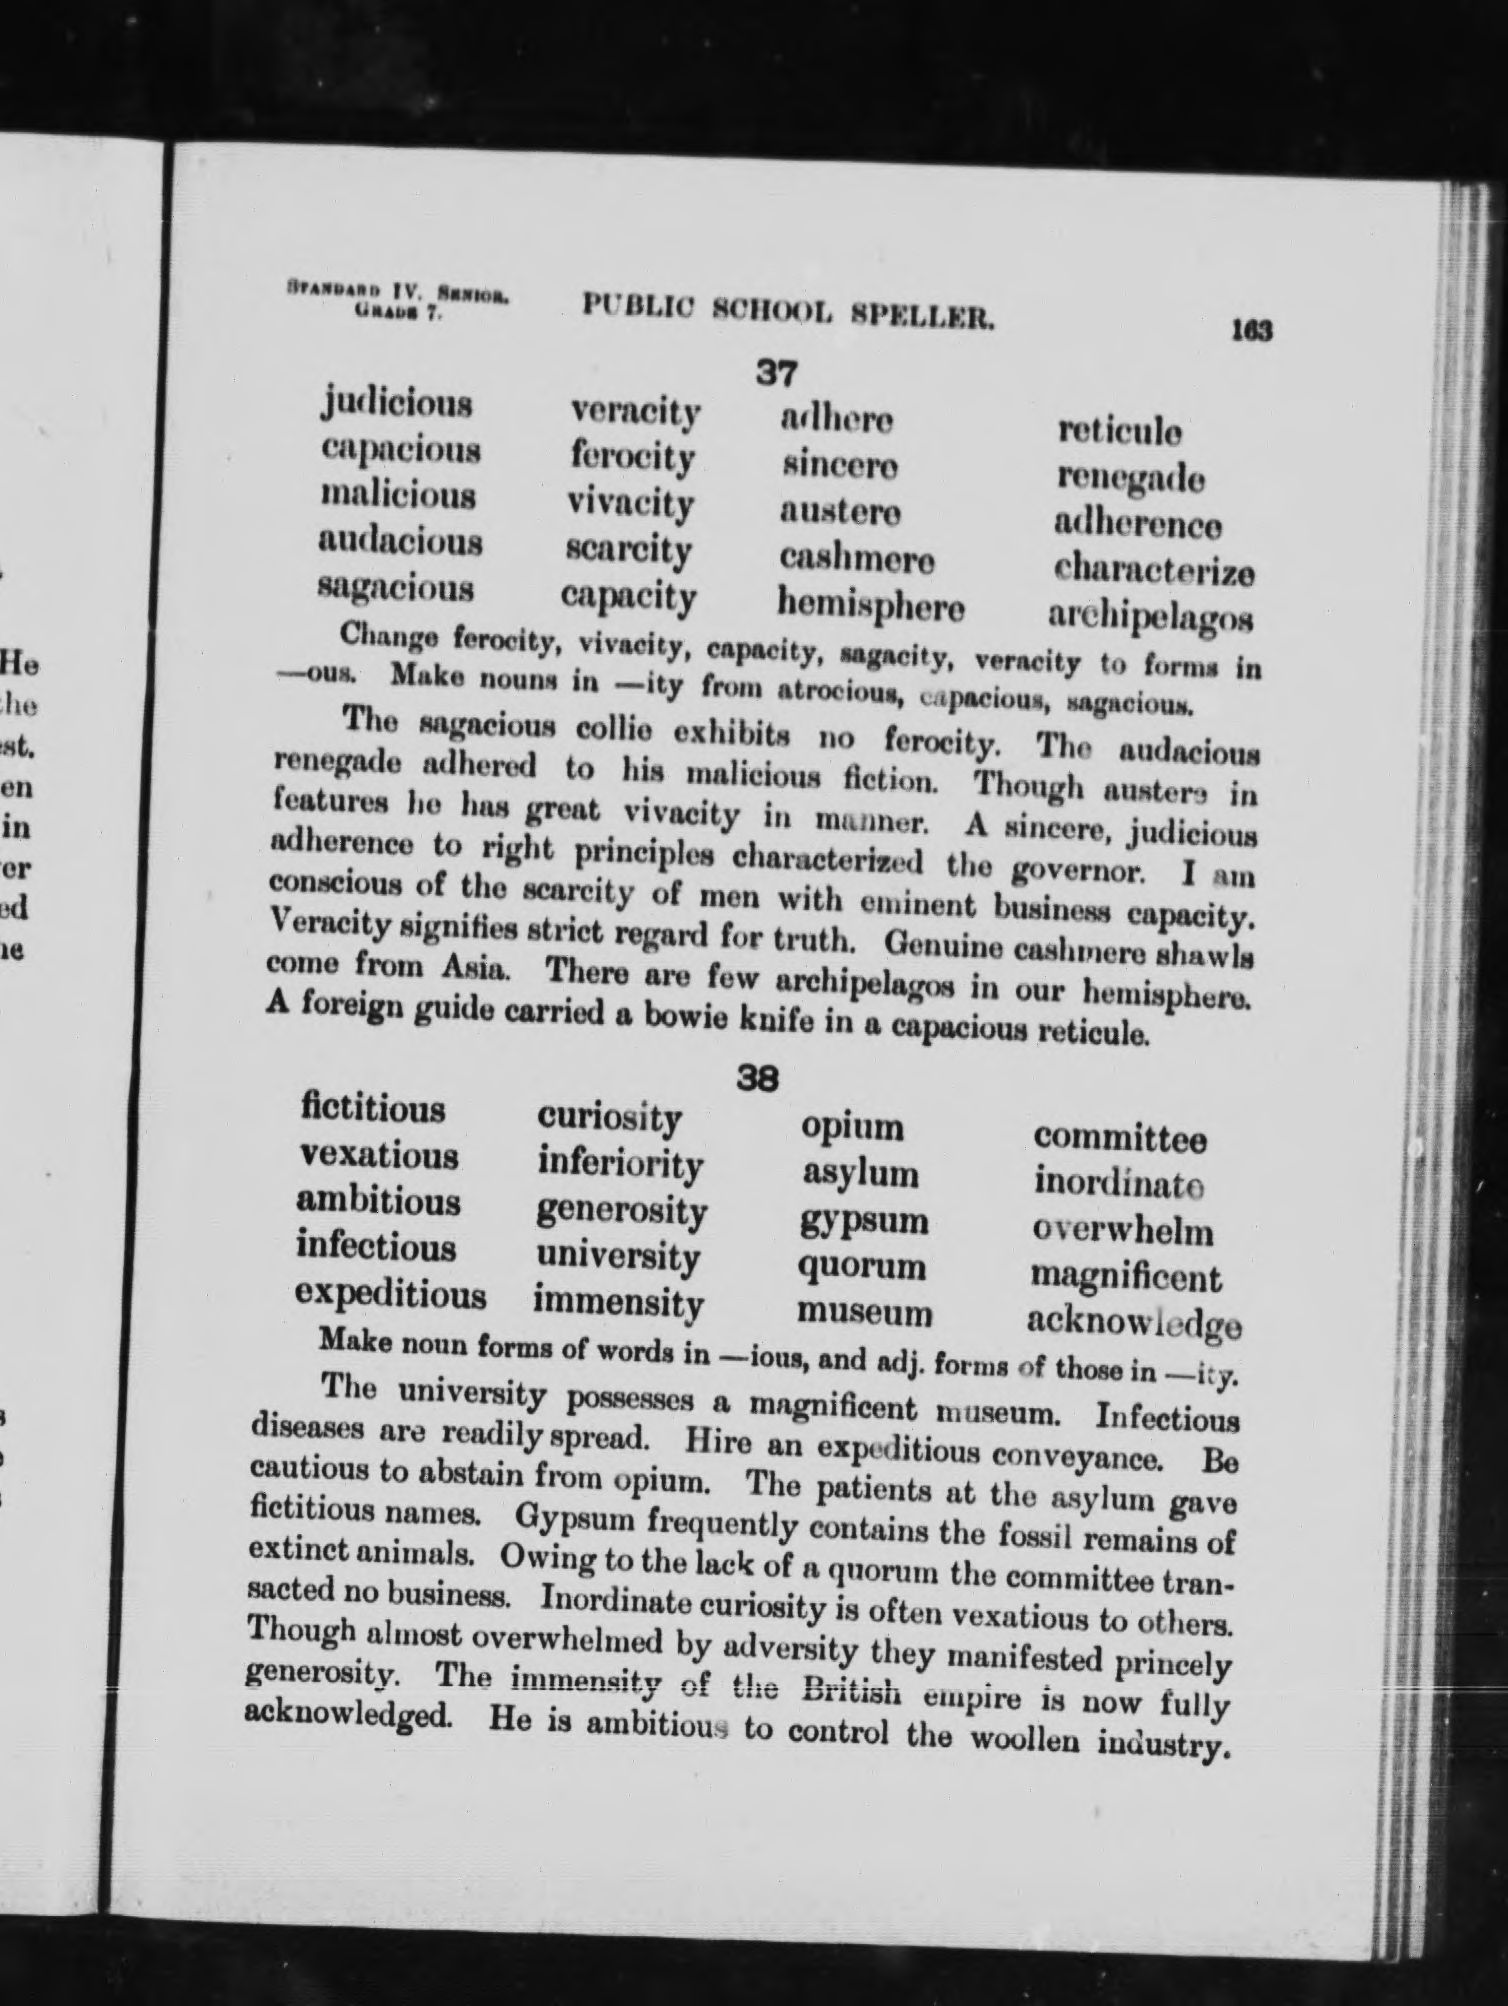 STANDARD IV. SENIOR.
GRADE 7.
PUBLIC SCHOOL SPELLER.
163
37
judicious veracity adhere reticule
capacious ferocity sincere renegade
malicious vivacity austere adherence
audacious scarcity cashmere characterize
sagacious capacity hemisphere archipelagos
Change ferocity, vivacity, capacity, sagacity, veracity to forms in
—ous. Make nouns in —ity from atrocious, capacious, sagacious.
The sagacious collie exhibits no ferocity. The audacious
renegade adhered to his malicious fiction. Though austere in
features he has great vivacity in manner. A sincere, judicious
adherence to right principles characterized the governor. I am
conscious of the scarcity of men with eminent business capacity.
Veracity signifies strict regard for truth. Genuine cashmere shawls
come from Asia. There are few archipelagos in our hemisphere.
A foreign guide carried a bowie knife in a capacious reticule.
38
fictitious curiosity opium committee
vexatious inferiority asylum inordinate
ambitious generosity gypsum overwhelm
infectious university quorum magnificent
expeditious immensity museum acknowledge
Make noun forms of words in —ious, and adj. forms of those in —ity.
The university possesses a magnificent museum. Infectious
diseases are readily spread. Hire an expeditious conveyance. Be
cautious to abstain from opium. The patients at the asylum gave
fictitious names. Gypsum frequently contains the fossil remains of
extinct animals. Owing to the lack of a quorum the committee tran-
sacted no business. Inordinate curiosity is often vexatious to others.
Though almost overwhelmed by adversity they manifested princely
generosity. The immensity of the British empire is now fully
acknowledged. He is ambitious to control the woollen industry.